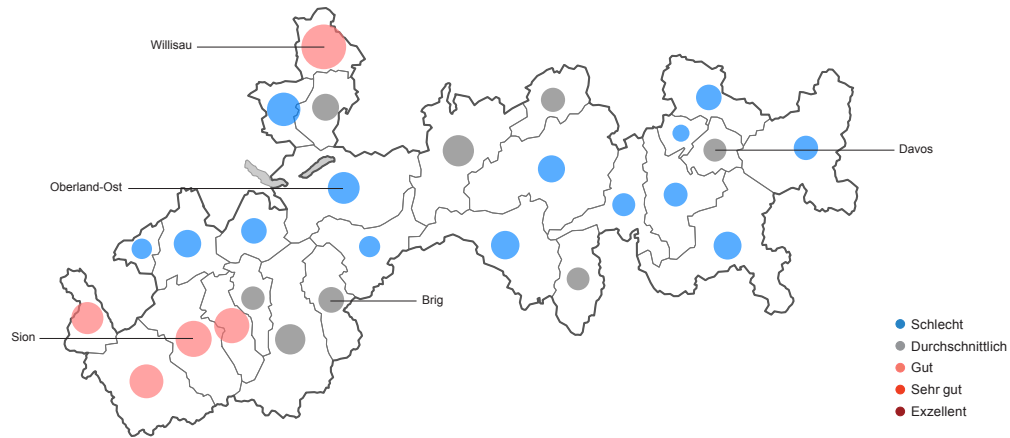 Willisau
Davos
Oberland-Ost
Brig
Sion
Schlecht
Durchschnittlich
Gut
Sehr gut
Exzellent